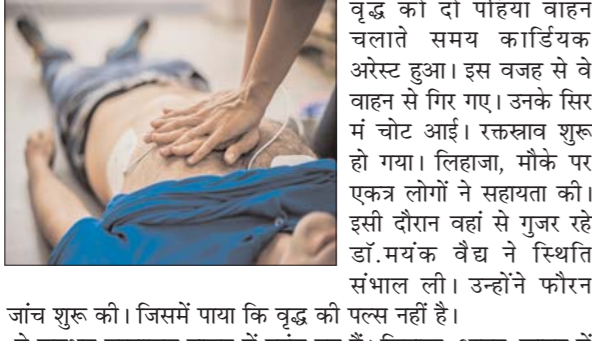 वृद्ध को दो पहिया वाहन
चलाते समय कार्डियक
अरेस्ट हुआ। इस वजह से वे
वाहन से गिर गए। उनके सिर
मं चोट आई। रक्तस्राव शुरू
हो गया। लिहाजा, मौके पर
एकत्र लोगों ने सहायता की।
इसी दौरान वहां से गुजर रहे
डॉ.मयंक वैद्य ने स्थिति
संभाल ली। उन्होंने फौरन
जांच शुरू की। जिसमें पाया कि वृद्ध की पल्स नहीं है।